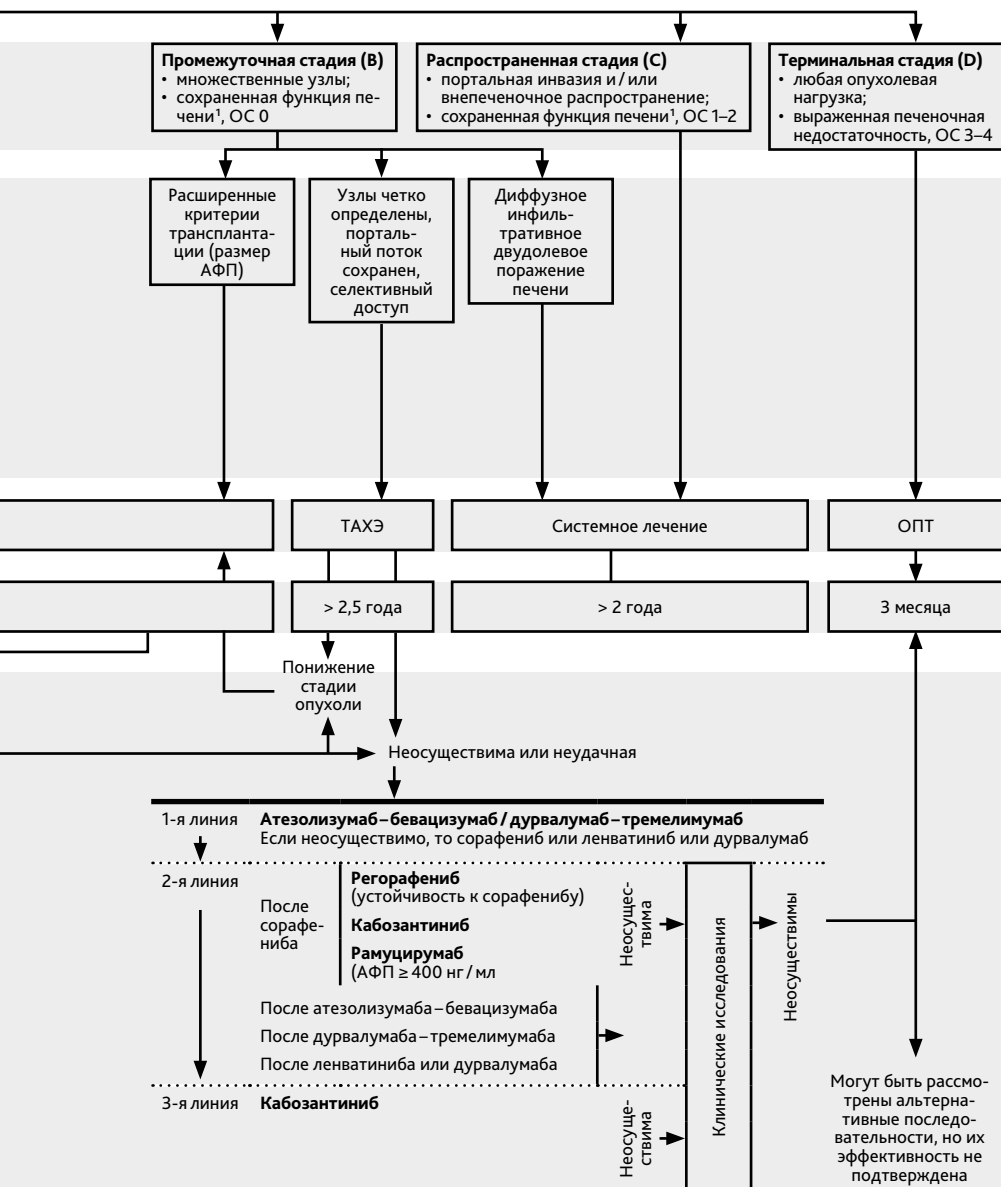 Промежуточная стадия (B)
• множественные узлы;
• сохраненная функция пе-
чени¹, ОС 0
Распространенная стадия (C)
• портальная инвазия и / или
внепеченочное распространение;
• сохраненная функция печени¹, ОС 1–2
Терминальная стадия (D)
• любая опухолевая
нагрузка;
• выраженная печеночная
недостаточность, ОС 3–4
Расширенные
критерии
трансплянта-
ции (размер
АФП)
Узлы четко
определены,
порталь-
ный поток
сохранен,
селективный
доступ
Диффузное
инфиль-
тративное
двудолевое
поражение
печени
ТАХЭ
Системное лечение
ОПТ
> 2,5 года
> 2 года
3 месяца
Понижение
стадии
опухоли
Неосуществима или неудачная
1-я линия
Атезолизумаб – бевацизумаб / дурвалумаб – тремелимумаб
Если неосуществимо, то сорафениб или ленватиниб или дурвалумаб
2-я линия
После
сорафе-
ниба
Регорафениб
(устойчивость к сорафенибу)
Кабозантиниб
Рамуцирумаб
(АФП ≥ 400 нг / мл
Неосущес-
твима
После атезолизумаба – бевацизумаба
После дурвалумаба – тремелимумаба
После ленватиниба или дурвалумаба
3-я линия
Кабозантиниб
Неосуще-
ствима
Клинические исследования
Неосуществимы
Могут быть рассмо-
трены альтерна-
тивные последо-
вательности, но их
эффективность не
подтверждена